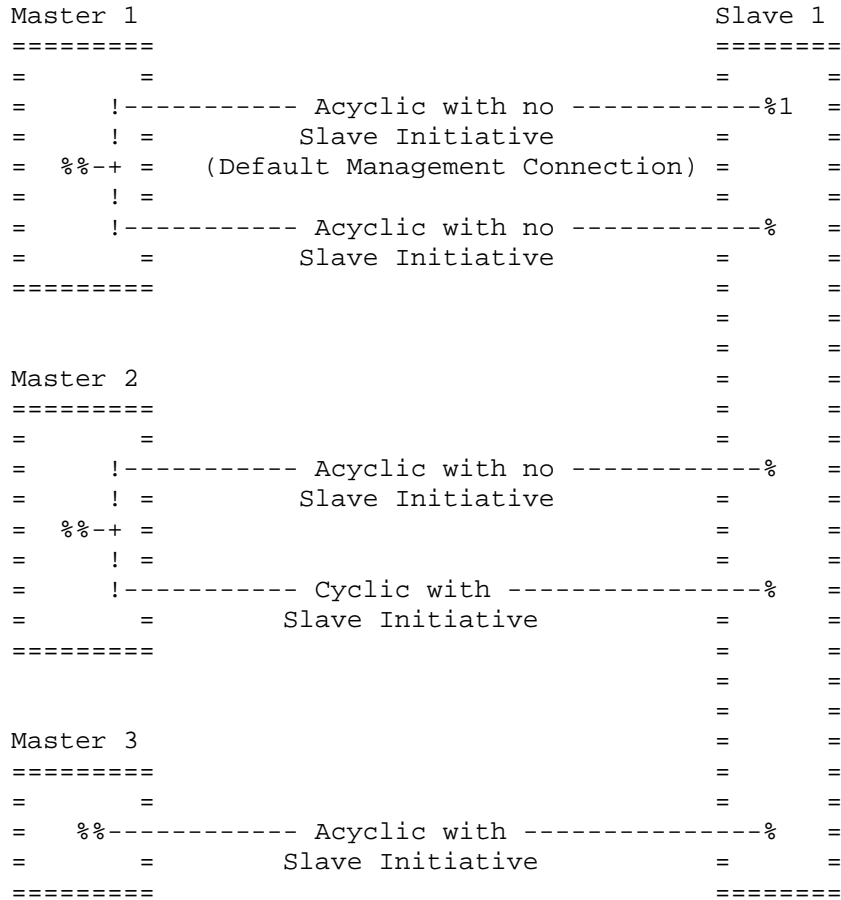 Master 1                                     Slave 1
=========                                    ========
=       =                                    =      =
=      !----------- Acyclic with no ------------%1  =
=      ! =         Slave Initiative          =      =
=  %%-+ =   (Default Management Connection) =      =
=      ! =                                   =      =
=      !----------- Acyclic with no ------------%   =
=       =          Slave Initiative          =      =
=========                                    =      =
                                             =      =
                                             =      =
Master 2                                     =      =
=========                                    =      =
=       =                                    =      =
=      !----------- Acyclic with no ------------%   =
=      ! =         Slave Initiative          =      =
=  %%-+ =                                    =      =
=      ! =                                   =      =
=      !----------- Cyclic with ----------------%   =
=       =         Slave Initiative           =      =
=========                                    =      =
                                             =      =
                                             =      =
Master 3                                     =      =
=========                                    =      =
=       =                                    =      =
=   %%------------ Acyclic with ---------------%   =
=       =         Slave Initiative           =      =
=========                                    ========